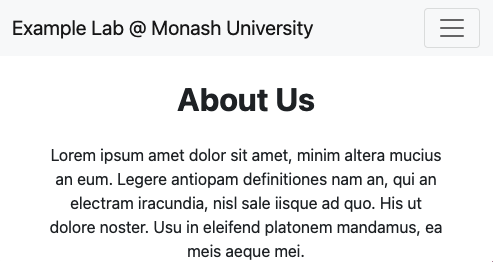 Example Lab @ Monash University
About Us
Lorem ipsum amet dolor sit amet, minim altera mucius
an eum. Legere antiopam definitiones nam an, qui an
electram iracundia, nisl sale iisque ad quo. His ut
dolore noster. Usu in eleifend platonem mandamus, ea
meis aeque mei.